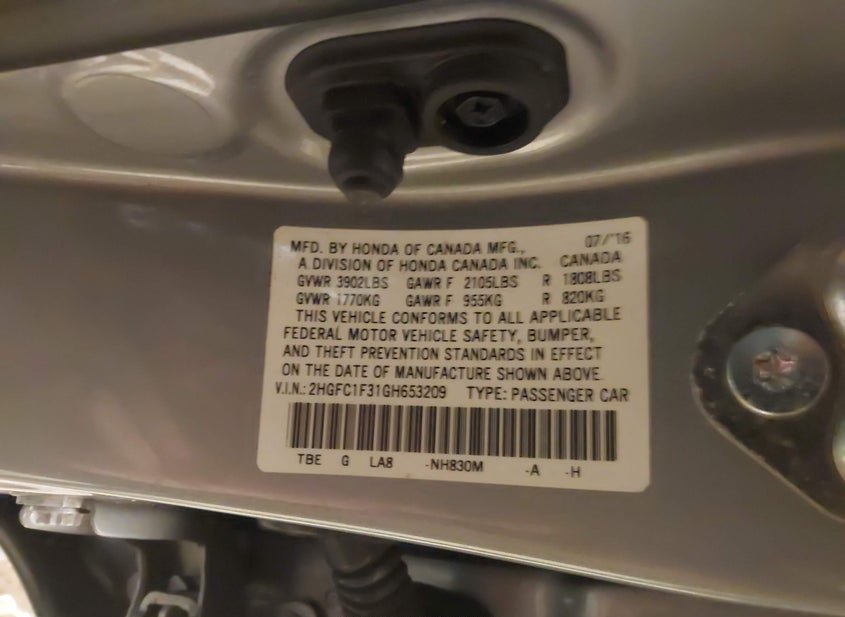 MFD. BY HONDA OF CANADA MFG., 07/'16
A DIVISION OF HONDA CANADA INC. CANADA
GVWR 3902LBS GAWR F 2105LBS R 1808LBS
GVWR 1770KG GAWR F 955KG R 820KG
THIS VEHICLE CONFORMS TO ALL APPLICABLE
FEDERAL MOTOR VEHICLE SAFETY, BUMPER,
AND THEFT PREVENTION STANDARDS IN EFFECT
ON THE DATE OF MANUFACTURE SHOWN ABOVE.
V.I.N.: 2HGFC1F31GH653209 TYPE: PASSENGER CAR
TBE G LA8 -NH830M -A -H